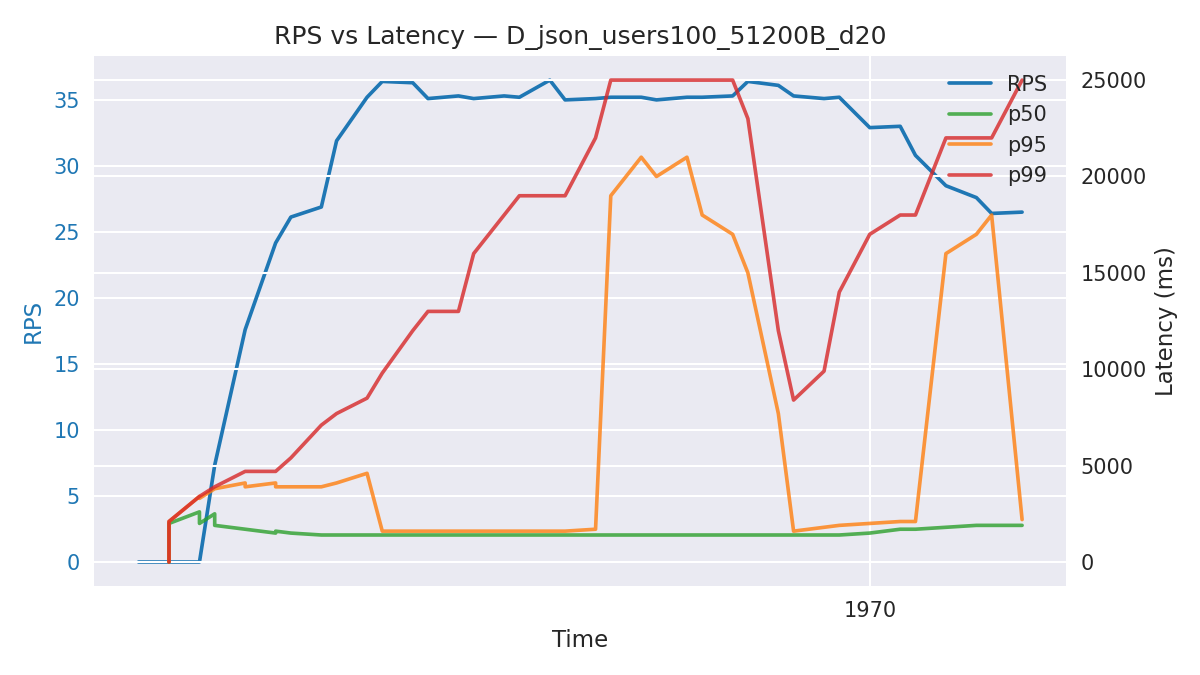 RPS vs Latency — D_json_users100_51200B_d20
RPS
p50
p95
p99
35
30
25
20
15
10
5
0
RPS
25000
20000
15000
10000
5000
0
Latency (ms)
1970
Time